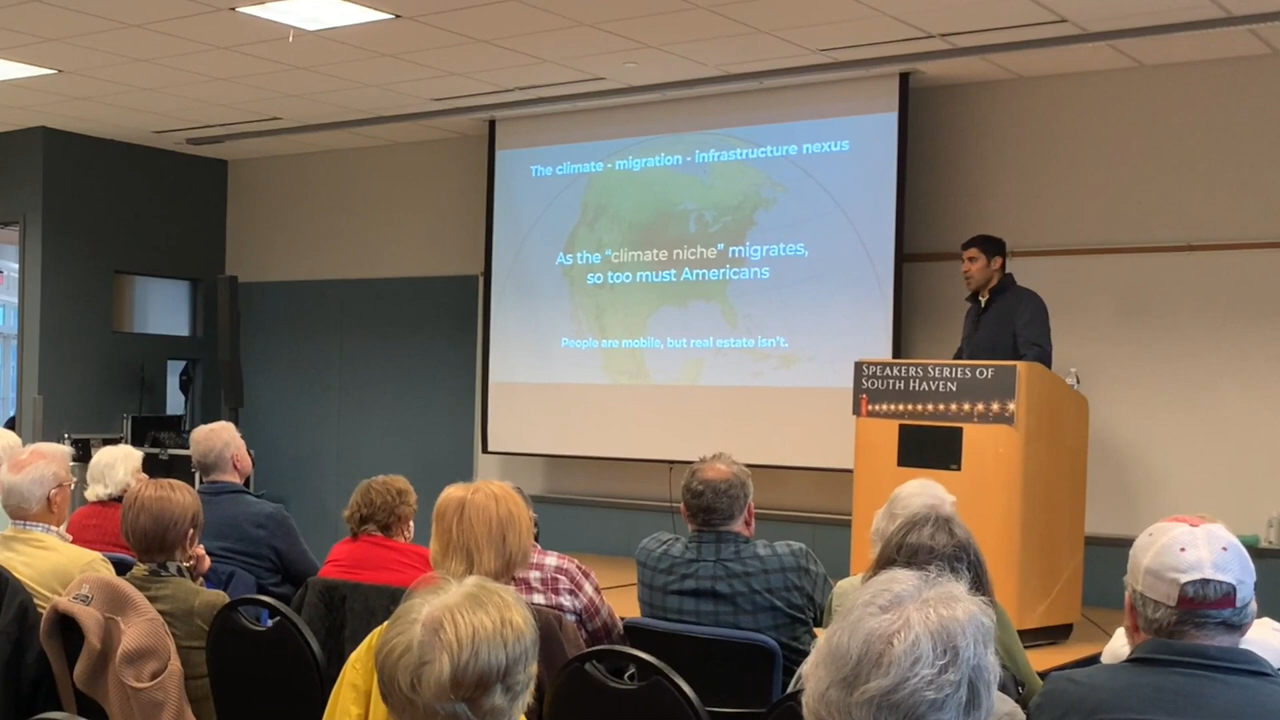 The climate - migration - infrastructure nexus
As the “climate niche” migrates,
so too must Americans
People are mobile, but real estate isn’t.
SPEAKERS SERIES OF
SOUTH HAVEN